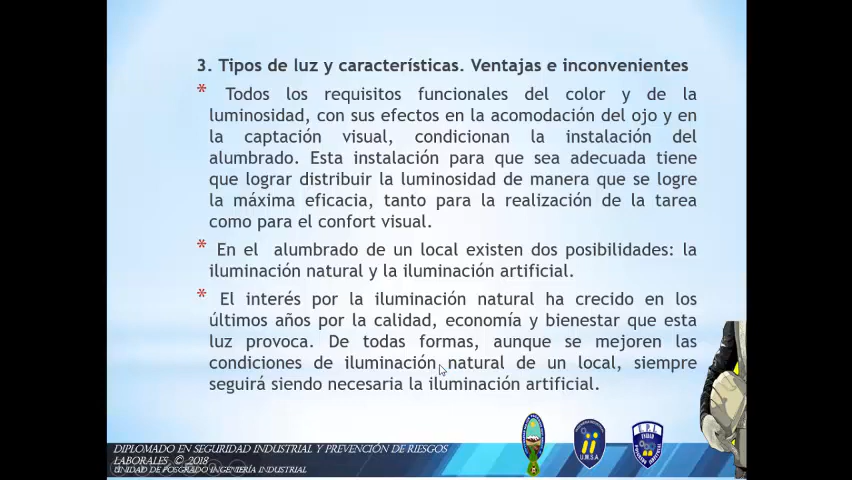 3. Tipos de luz y características. Ventajas e inconvenientes
* Todos los requisitos funcionales del color y de la
luminosidad, con sus efectos en la acomodación del ojo y en
la captación visual, condicionan la instalación del
alumbrado. Esta instalación para que sea adecuada tiene
que lograr distribuir la luminosidad de manera que se logre
la máxima eficacia, tanto para la realización de la tarea
como para el confort visual.
* En el alumbrado de un local existen dos posibilidades: la
iluminación natural y la iluminación artificial.
* El interés por la iluminación natural ha crecido en los
últimos años por la calidad, economía y bienestar que esta
luz provoca. De todas formas, aunque se mejoren las
condiciones de iluminación natural de un local, siempre
seguirá siendo necesaria la iluminación artificial.
DIPLOMADO EN SEGURIDAD INDUSTRIAL Y PREVENCIÓN DE RIESGOS
LABORALES © 2018
UNIDAD DE POSGRADO INGENIERÍA INDUSTRIAL
U.M.S.A.